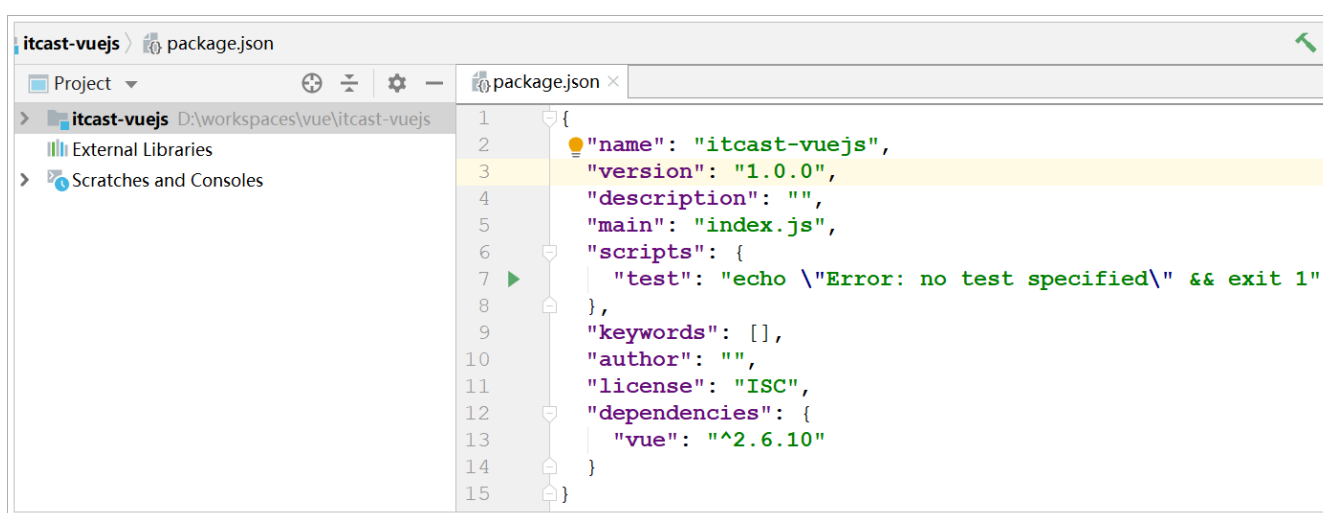 itcast-vuejs package.json
Project
package.json
itcast-vuejs D:\workspaces\vue\itcast-vuejs
External Libraries
Scratches and Consoles
1 {
2 "name": "itcast-vuejs",
3 "version": "1.0.0",
4 "description": "",
5 "main": "index.js",
6 "scripts": {
7 "test": "echo \"Error: no test specified\" && exit 1"
8 },
9 "keywords": [],
10 "author": "",
11 "license": "ISC",
12 "dependencies": {
13 "vue": "^2.6.10"
14 }
15 }